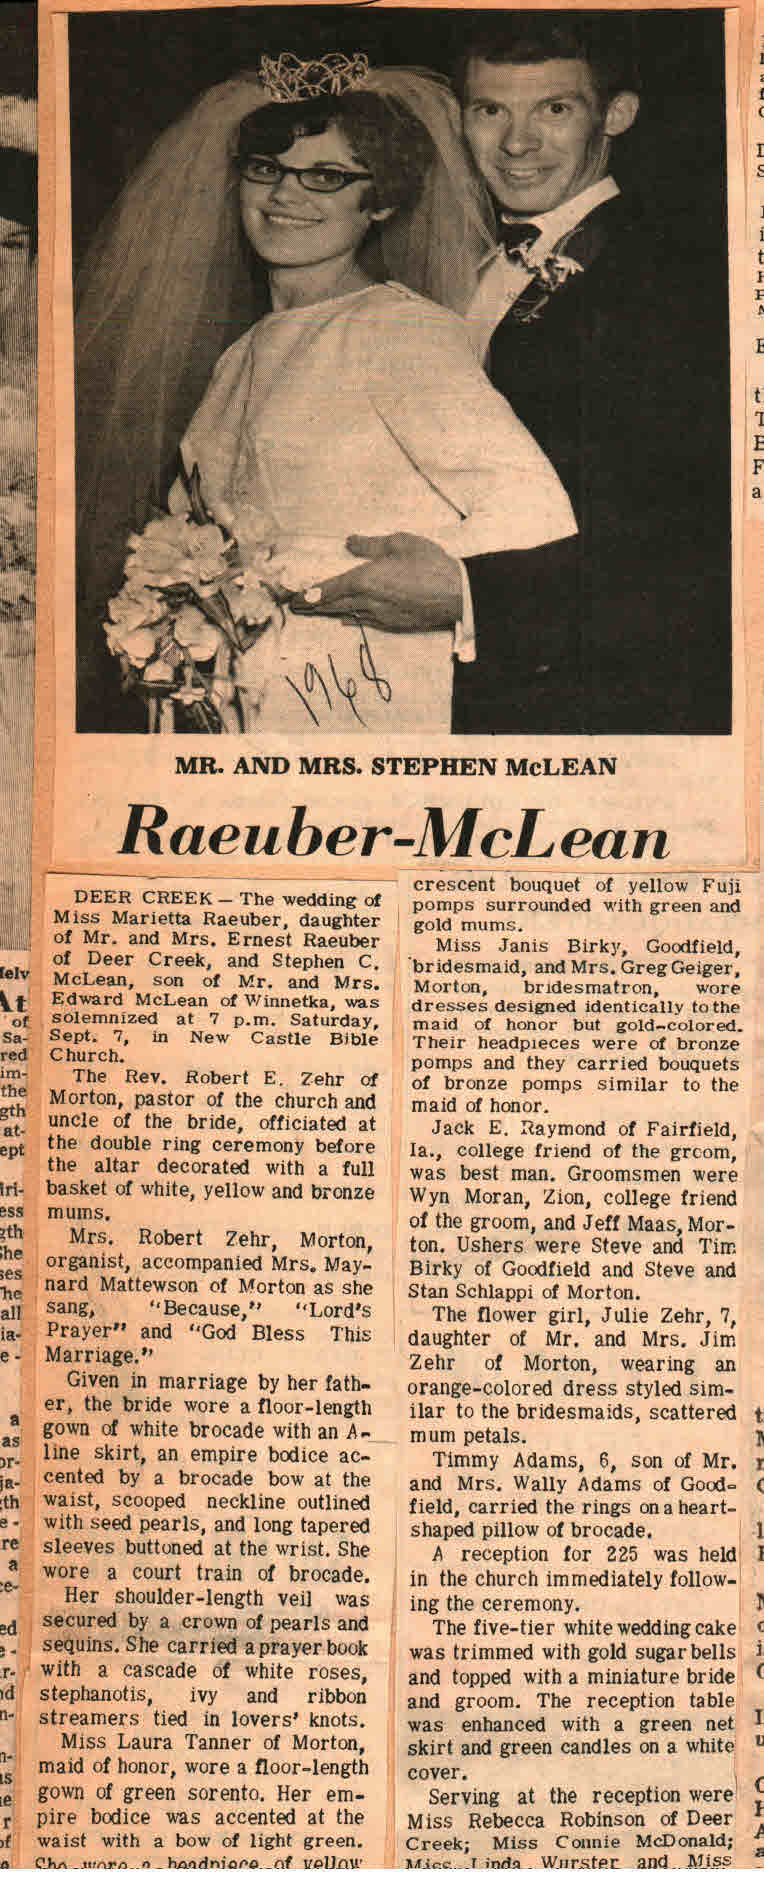 1968
MR. AND MRS. STEPHEN McLEAN
Raeuber-McLean
DEER CREEK — The wedding of
Miss Marietta Raeuber, daughter
of Mr. and Mrs. Ernest Raeuber
of Deer Creek, and Stephen C.
McLean, son of Mr. and Mrs.
Edward McLean of Winnetka, was
solemnized at 7 p.m. Saturday,
Sept. 7, in New Castle Bible
Church.
The Rev. Robert E. Zehr of
Morton, pastor of the church and
uncle of the bride, officiated at
the double ring ceremony before
the altar decorated with a full
basket of white, yellow and bronze
mums.
Mrs. Robert Zehr, Morton,
organist, accompanied Mrs. May-
nard Mattewson of Morton as she
sang, "Because," "Lord's
Prayer" and "God Bless This
Marriage."
Given in marriage by her fath-
er, the bride wore a floor-length
gown of white brocade with an A-
line skirt, an empire bodice ac-
cented by a brocade bow at the
waist, scooped neckline outlined
with seed pearls, and long tapered
sleeves buttoned at the wrist. She
wore a court train of brocade.
Her shoulder-length veil was
secured by a crown of pearls and
sequins. She carried a prayer book
with a cascade of white roses,
stephanotis, ivy and ribbon
streamers tied in lovers' knots.
Miss Laura Tanner of Morton,
maid of honor, wore a floor-length
gown of green sorento. Her em-
pire bodice was accented at the
waist with a bow of light green.
She wore a headpiece of yellow
crescent bouquet of yellow Fuji
pomps surrounded with green and
gold mums.
Miss Janis Birky, Goodfield,
bridesmaid, and Mrs. Greg Geiger,
Morton, bridesmatron, wore
dresses designed identically to the
maid of honor but gold-colored.
Their headpieces were of bronze
pomps and they carried bouquets
of bronze pomps similar to the
maid of honor.
Jack E. Raymond of Fairfield,
Ia., college friend of the groom,
was best man. Groomsmen were
Wyn Moran, Zion, college friend
of the groom, and Jeff Maas, Mor-
ton. Ushers were Steve and Tim
Birky of Goodfield and Steve and
Stan Schlappi of Morton.
The flower girl, Julie Zehr, 7,
daughter of Mr. and Mrs. Jim
Zehr of Morton, wearing an
orange-colored dress styled sim-
ilar to the bridesmaids, scattered
mum petals.
Timmy Adams, 6, son of Mr.
and Mrs. Wally Adams of Good-
field, carried the rings on a heart-
shaped pillow of brocade.
A reception for 225 was held
in the church immediately follow-
ing the ceremony.
The five-tier white wedding cake
was trimmed with gold sugar bells
and topped with a miniature bride
and groom. The reception table
was enhanced with a green net
skirt and green candles on a white
cover.
Serving at the reception were
Miss Rebecca Robinson of Deer
Creek; Miss Connie McDonald;
Miss Linda Wurster and Miss